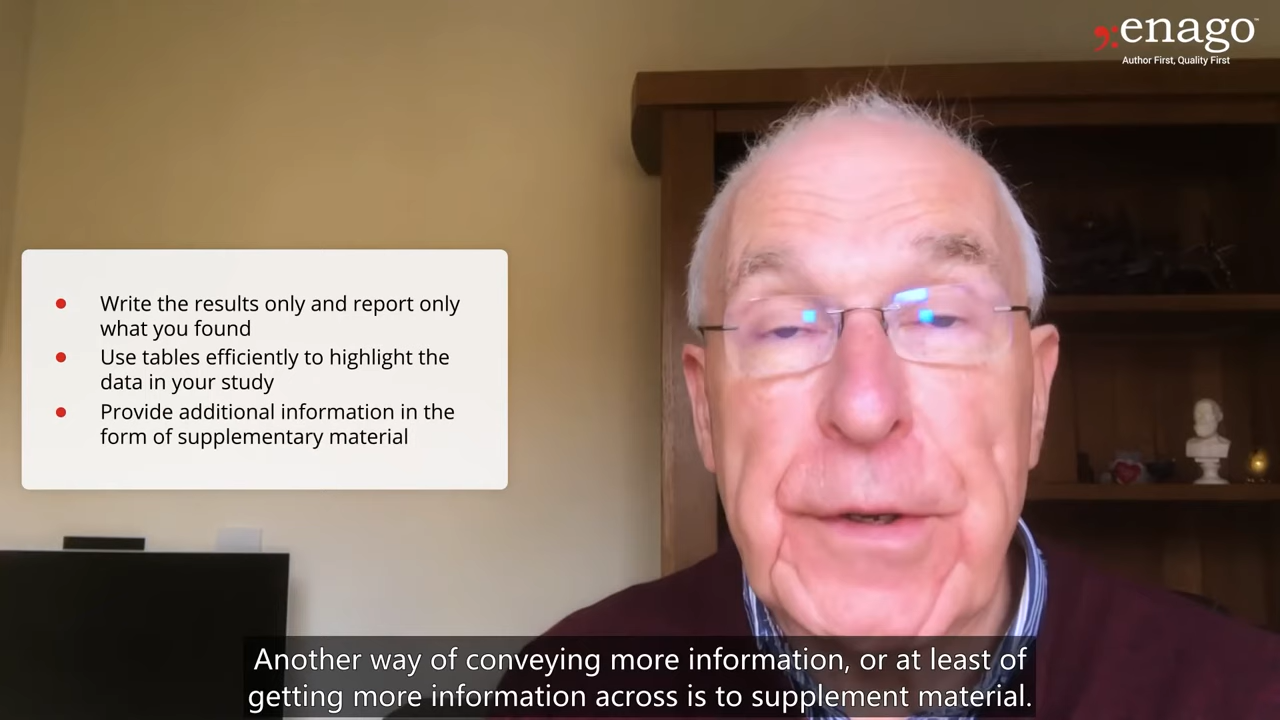 enago™
Author First, Quality First
Write the results only and report only
what you found
Use tables efficiently to highlight the
data in your study
Provide additional information in the
form of supplementary material
Another way of conveying more information, or at least of
getting more information across is to supplement material.